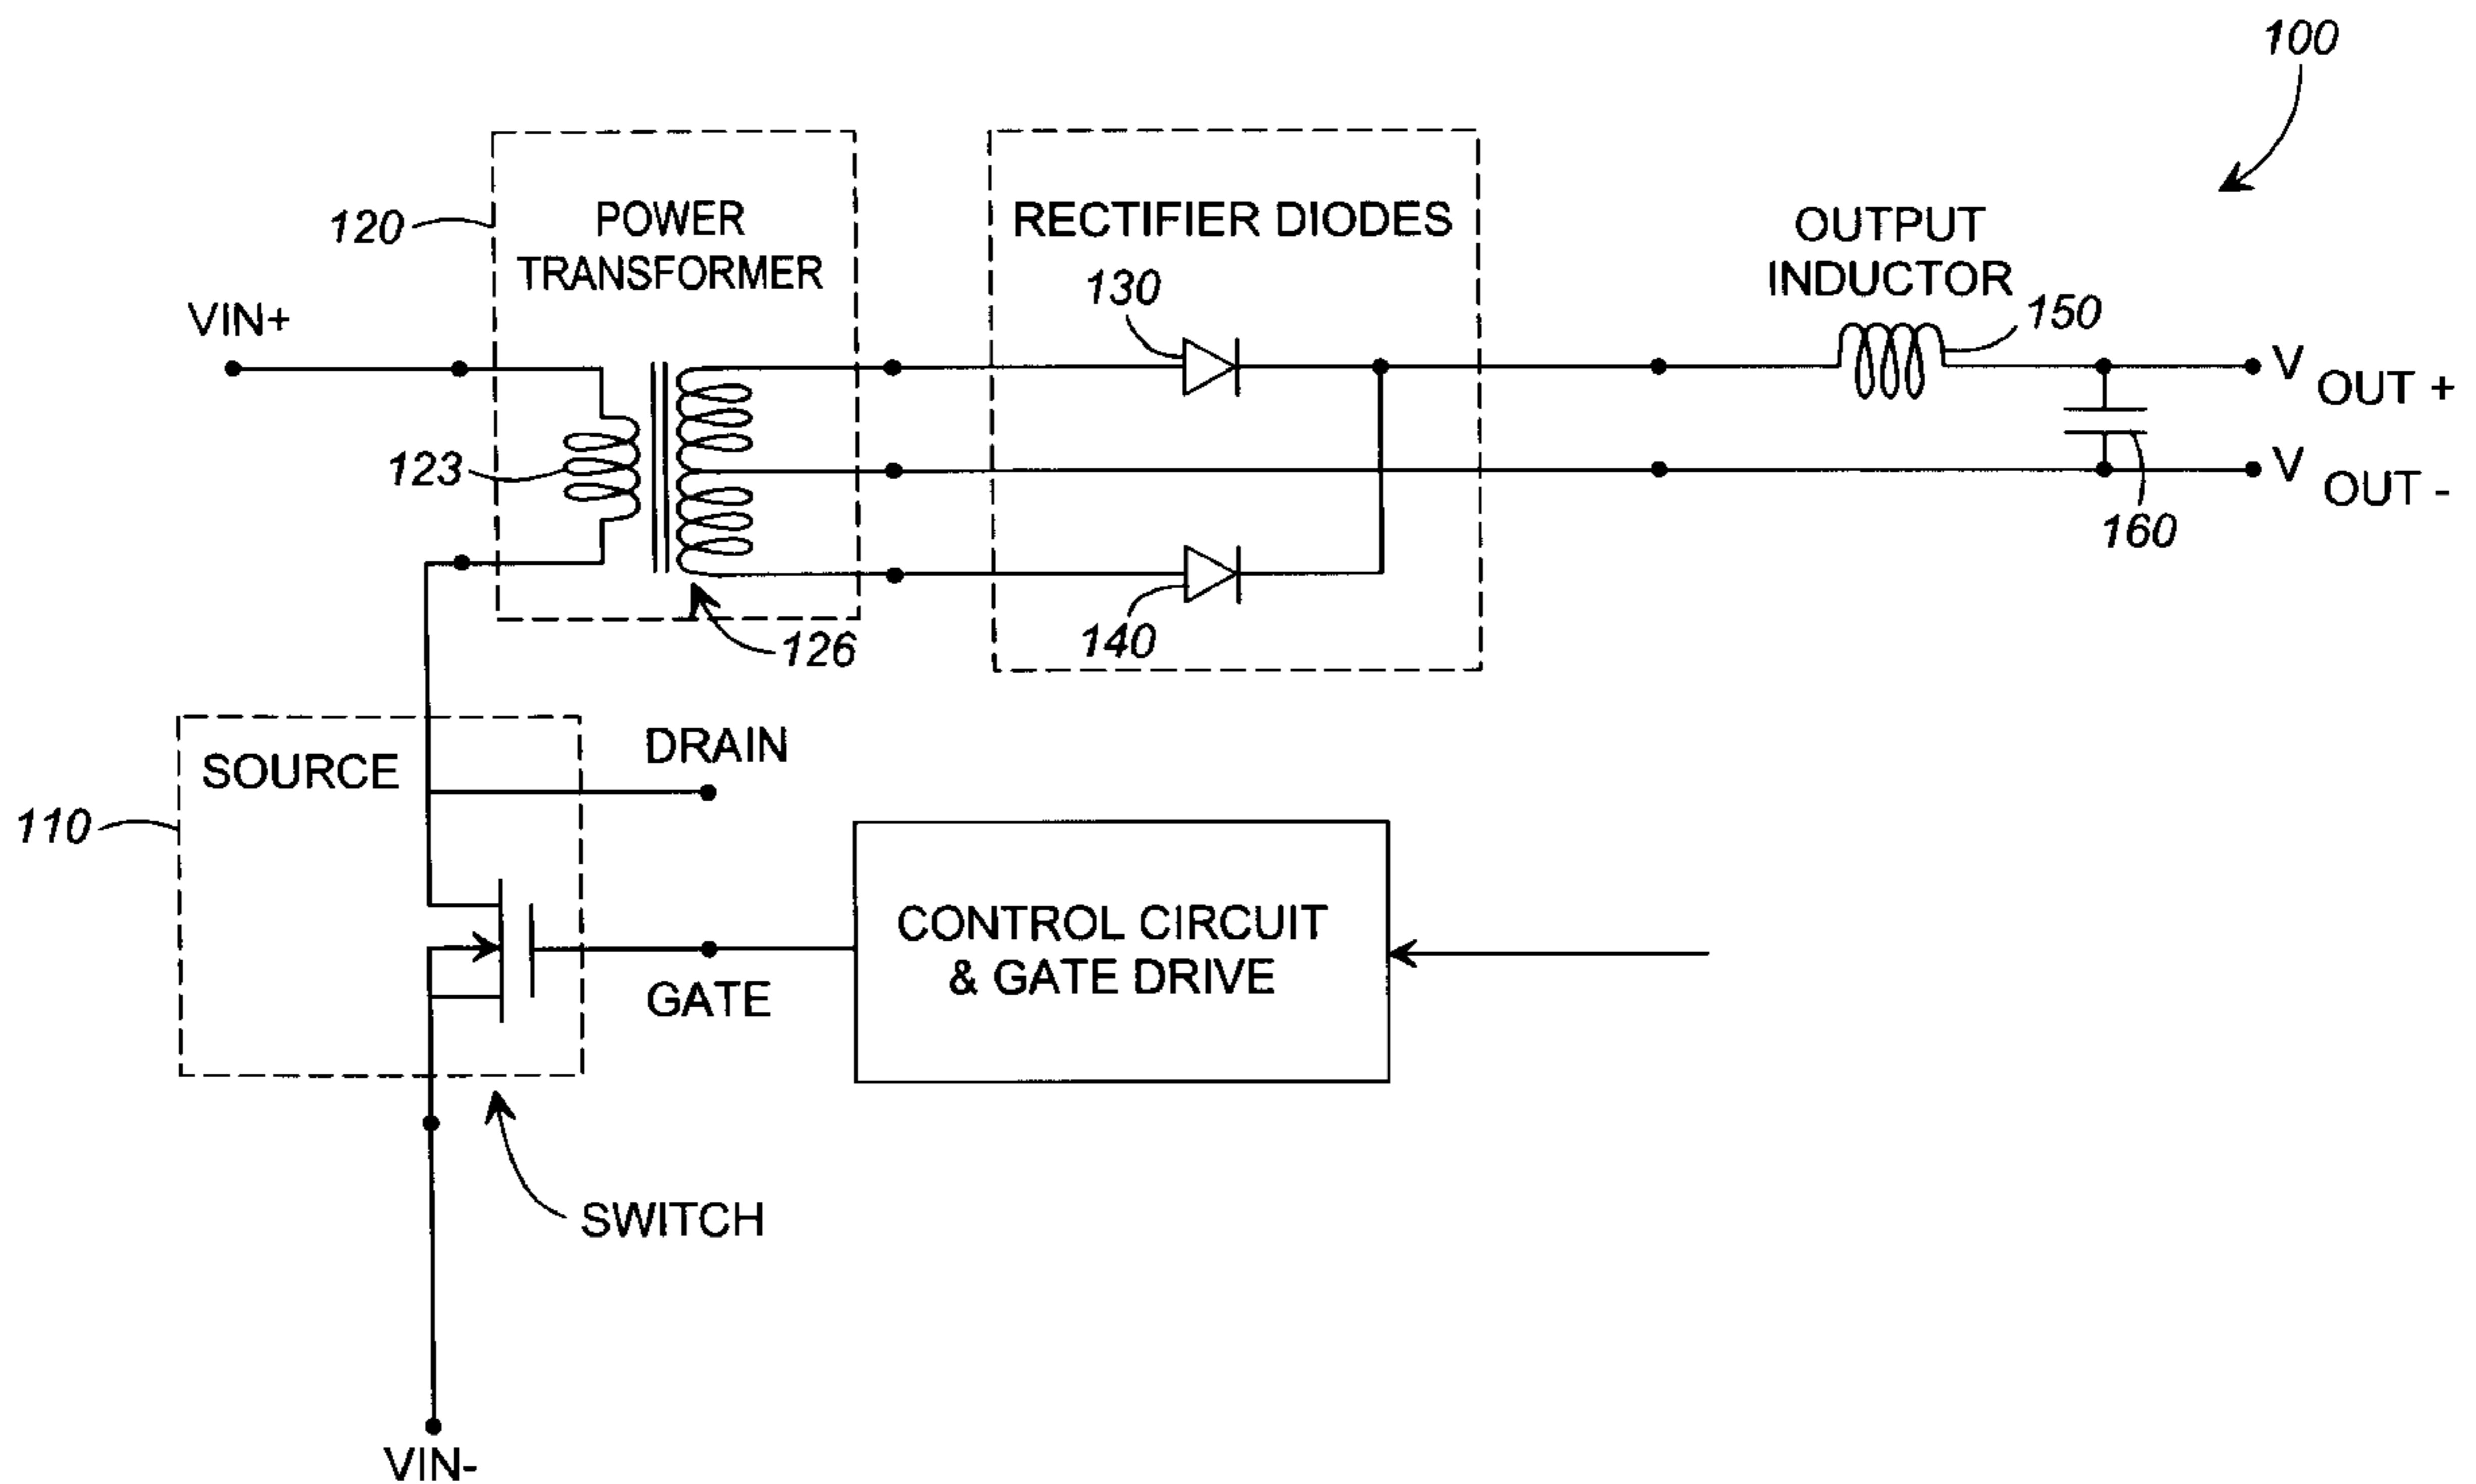 100
120
POWER
TRANSFORMER
RECTIFIER DIODES
OUTPUT
INDUCTOR
130
150
VIN+
V OUT +
123
V OUT -
160
140
126
SOURCE
DRAIN
110
CONTROL CIRCUIT
& GATE DRIVE
GATE
SWITCH
VIN-